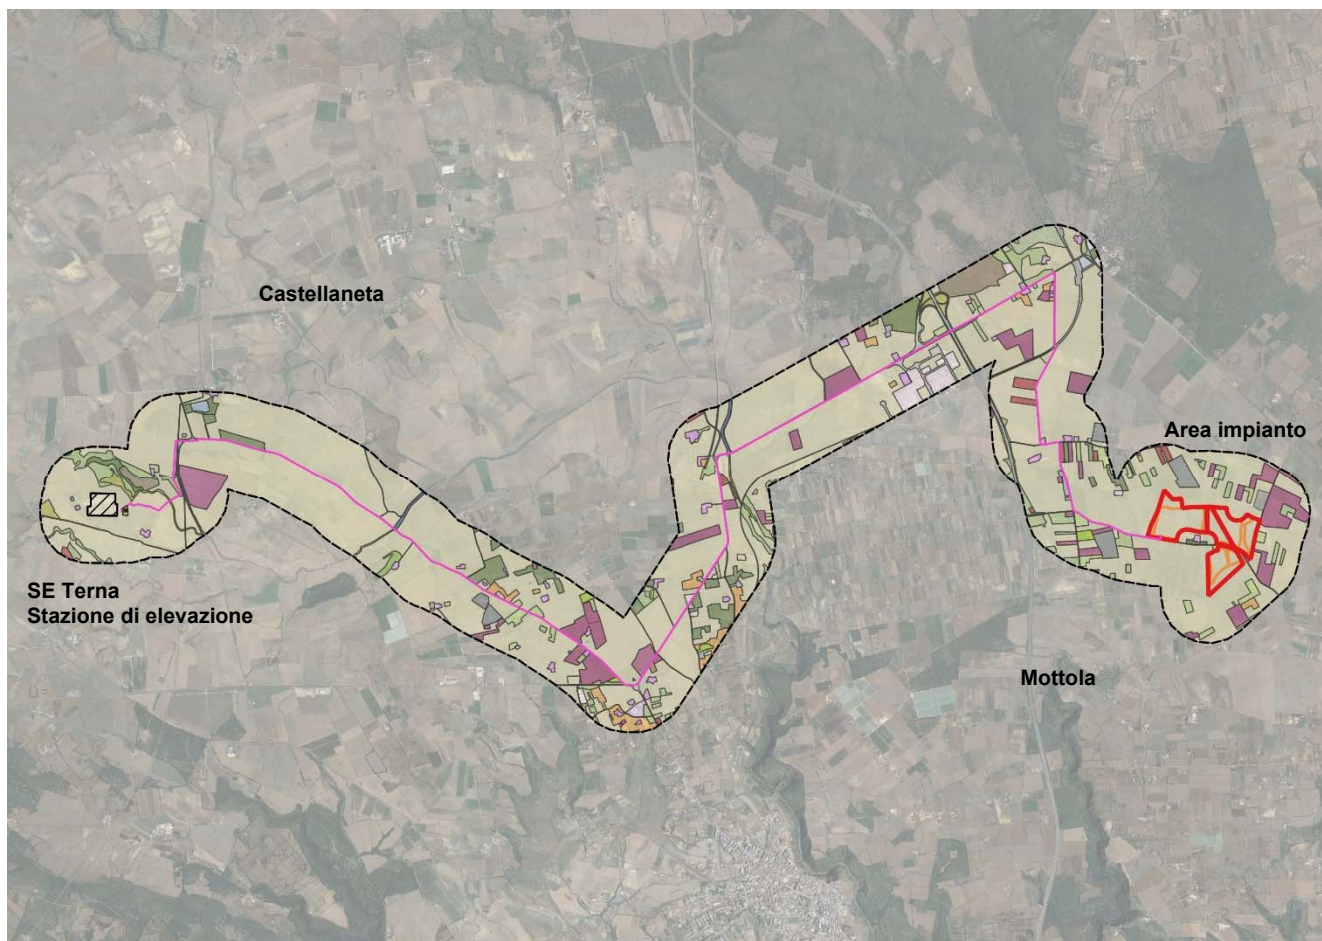 Castellaneta
Area impianto
SE Terna
Stazione di elevazione
Mottola